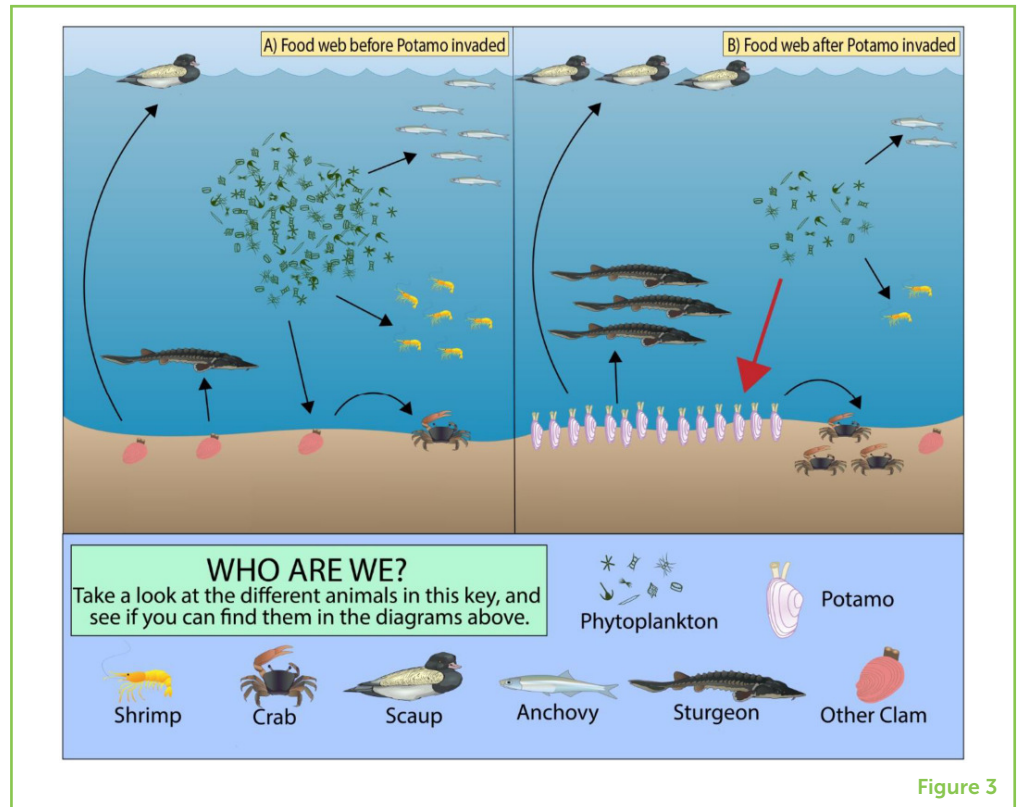 A) Food web before Potamo invaded
B) Food web after Potamo invaded
WHO ARE WE?
Take a look at the different animals in this key, and
see if you can find them in the diagrams above.
Phytoplankton
Potamo
Shrimp
Crab
Scaup
Anchovy
Sturgeon
Other Clam
Figure 3